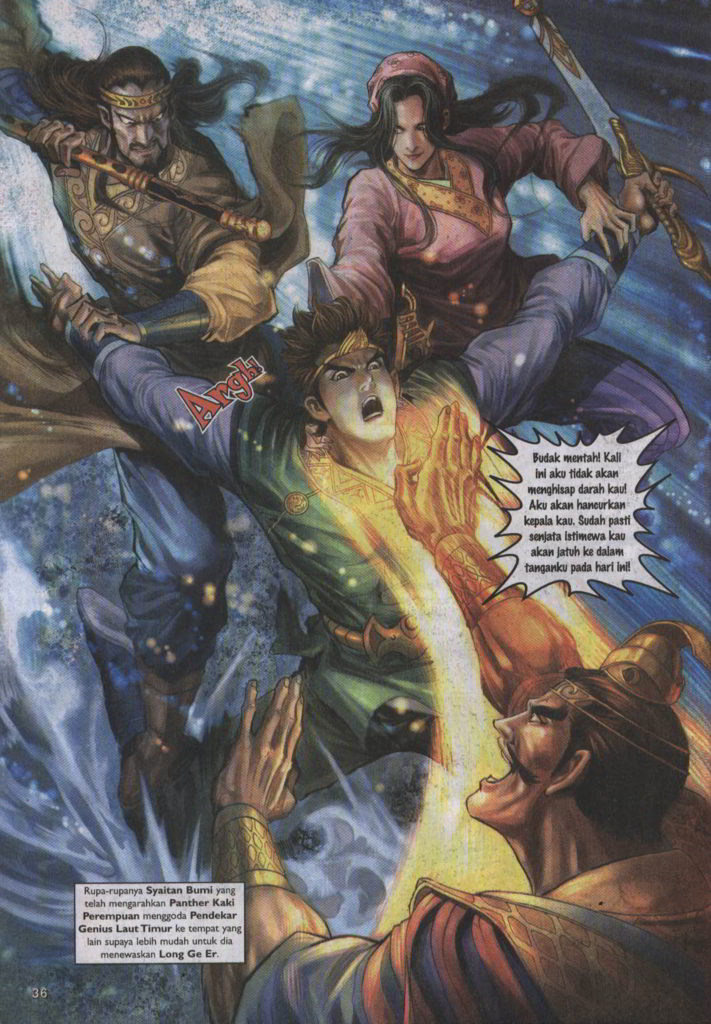 Argh!
Budak mentah! Kali
ini aku tidak akan
menghisap darah kau!
Aku akan hancurkan
kepala kau. Sudah pasti
senjata istimewa kau
akan jatuh ke dalam
tanganku pada hari ini!
Rupa-rupanya Syaitan Bumi yang
telah mengarahkan Panther Kaki
Perempuan menggoda Pendekar
Genius Laut Timur ke tempat yang
lain supaya lebih mudah untuk dia
menewaskan Long Ge Er.
36